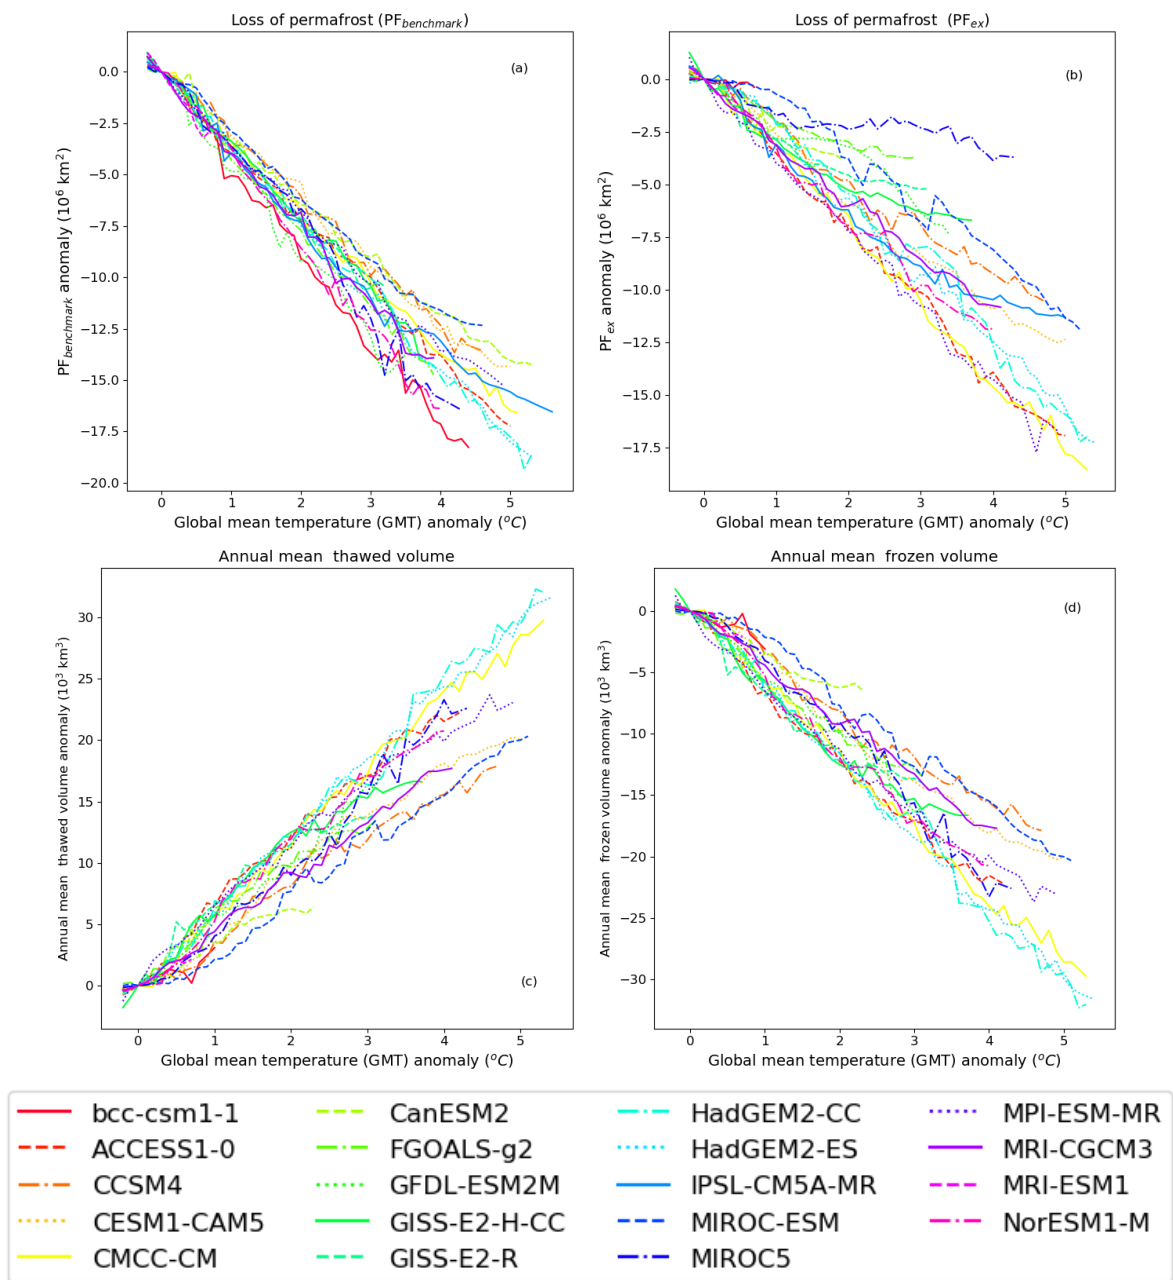 Loss of permafrost (PF_benchmark)
(a)
PF_benchmark anomaly (10^6 km^2)
0.0
−2.5
−5.0
−7.5
−10.0
−12.5
−15.0
−17.5
−20.0
0 1 2 3 4 5
Global mean temperature (GMT) anomaly (°C)
Loss of permafrost (PF_ex)
(b)
PF_ex anomaly (10^6 km^2)
0.0
−2.5
−5.0
−7.5
−10.0
−12.5
−15.0
−17.5
0 1 2 3 4 5
Global mean temperature (GMT) anomaly (°C)
Annual mean thawed volume
(c)
Annual mean thawed volume anomaly (10^3 km^3)
30
25
20
15
10
5
0
0 1 2 3 4 5
Global mean temperature (GMT) anomaly (°C)
Annual mean frozen volume
(d)
Annual mean frozen volume anomaly (10^3 km^3)
0
−5
−10
−15
−20
−25
−30
0 1 2 3 4 5
Global mean temperature (GMT) anomaly (°C)
bcc-csm1-1
ACCESS1-0
CCSM4
CESM1-CAM5
CMCC-CM
CanESM2
FGOALS-g2
GFDL-ESM2M
GISS-E2-H-CC
GISS-E2-R
HadGEM2-CC
HadGEM2-ES
IPSL-CM5A-MR
MIROC-ESM
MIROC5
MPI-ESM-MR
MRI-CGCM3
MRI-ESM1
NorESM1-M